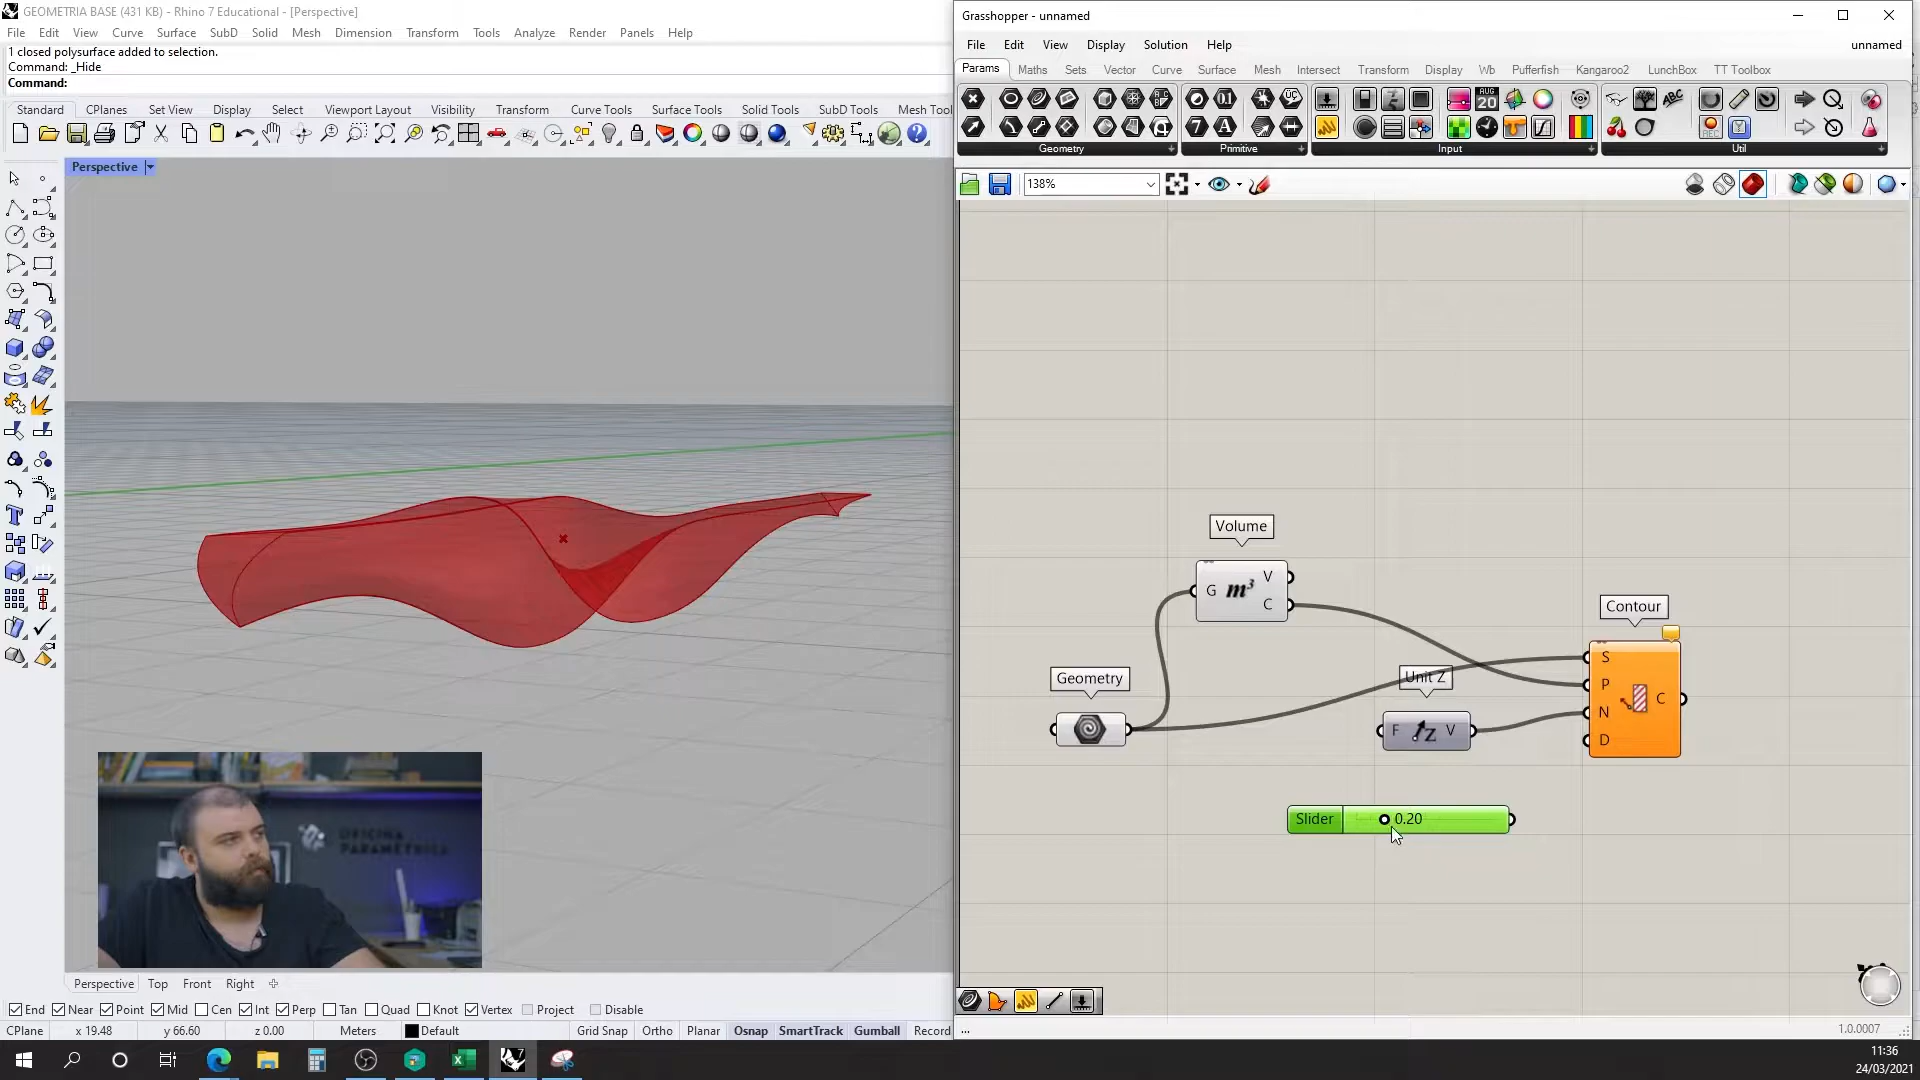 GEOMETRIA BASE (431 KB) - Rhino 7 Educational - [Perspective]
File Edit View Curve Surface SubD Solid Mesh Dimension Transform Tools Analyze Render Panels Help
1 closed polysurface added to selection.
Command: _Hide
Command:
Standard CPlanes Set View Display Select Viewport Layout Visibility Transform Curve Tools Surface Tools Solid Tools SubD Tools Mesh Tool
Perspective
OFICINA
PARAMÉTRICA
Perspective Top Front Right
End Near Point Mid Cen Int Perp Tan Quad Knot Vertex Project Disable
CPlane x 19.48 y 66.60 z 0.00 Meters Default Grid Snap Ortho Planar Osnap SmartTrack Gumball Record
Grasshopper - unnamed
File Edit View Display Solution Help unnamed
Params Maths Sets Vector Curve Surface Mesh Intersect Transform Display Wb Pufferfish Kangaroo2 LunchBox TT Toolbox
Geometry Primitive Input Util
138%
Volume
G m³ V
C
Contour
S
P
N
D
C
Geometry
Unit Z
F Z V
Slider 0.20
...
1.0.0007
11:36
24/03/2021